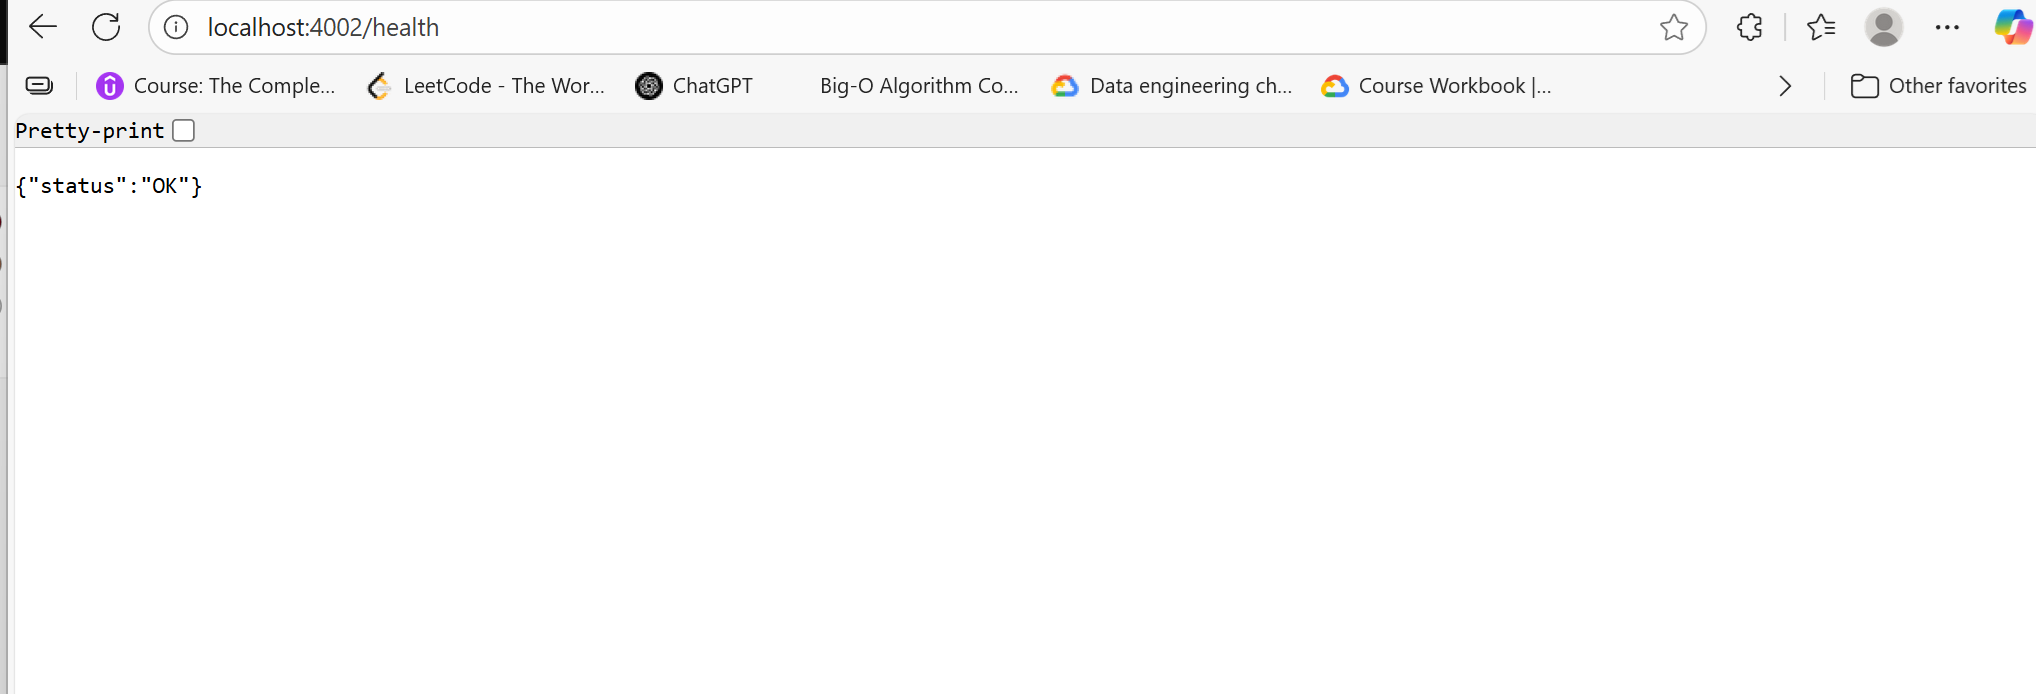 localhost:4002/health
Course: The Comple... LeetCode - The Wor... ChatGPT Big-O Algorithm Co... Data engineering ch... Course Workbook |... Other favorites
Pretty-print
{"status":"OK"}